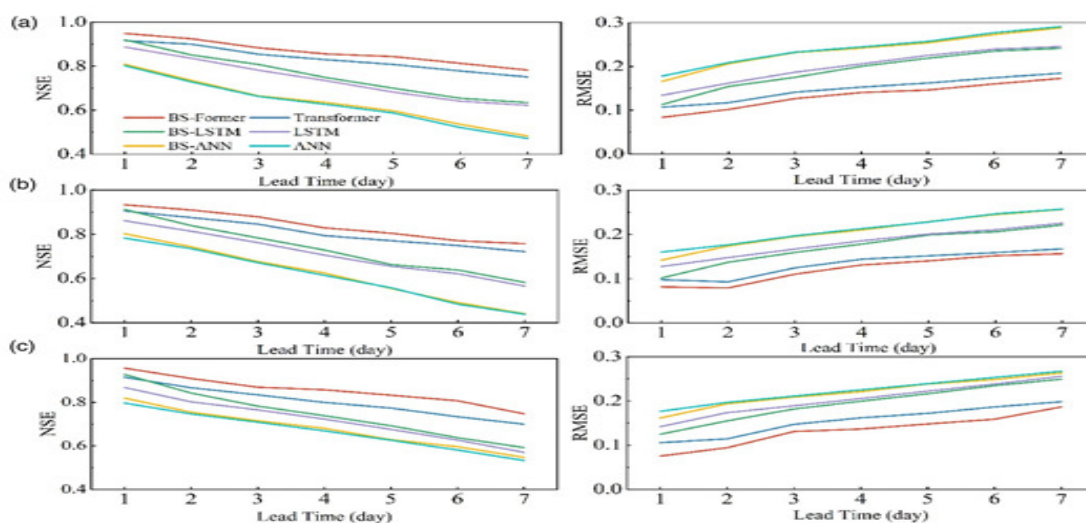 (a)
1.0
0.8
0.6
0.4
NSE
BS-Former Transformer
BS-LSTM LSTM
BS-ANN ANN
1 2 3 4 5 6 7
Lead Time (day)
0.3
0.2
0.1
0.0
RMSE
1 2 3 4 5 6 7
Lead Time (day)
(b)
1.0
0.8
0.6
0.4
NSE
1 2 3 4 5 6 7
Lead Time (day)
0.3
0.2
0.1
0.0
RMSE
1 2 3 4 5 6 7
Lead Time (day)
(c)
1.0
0.8
0.6
0.4
NSE
1 2 3 4 5 6 7
Lead Time (day)
0.3
0.2
0.1
0.0
RMSE
1 2 3 4 5 6 7
Lead Time (day)